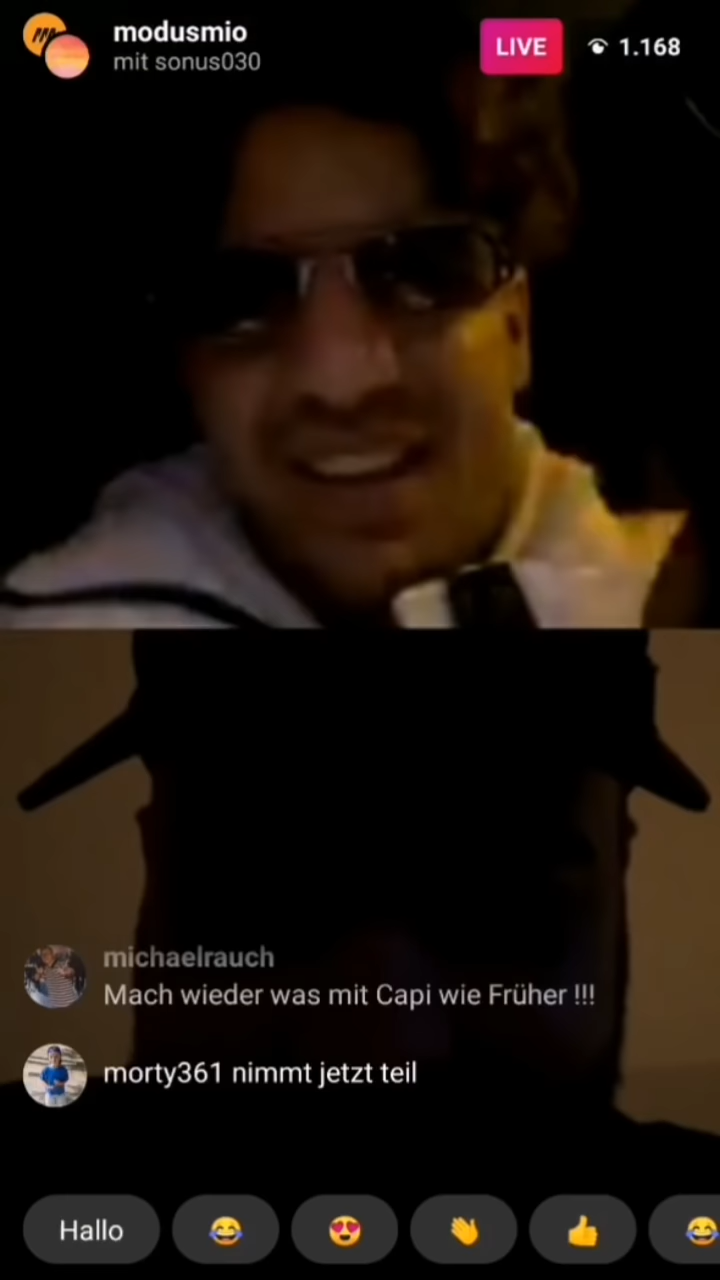 modusmio
mit sonus030
LIVE
1.168
michaelrauch
Mach wieder was mit Capi wie Früher !!!
morty361 nimmt jetzt teil
Hallo